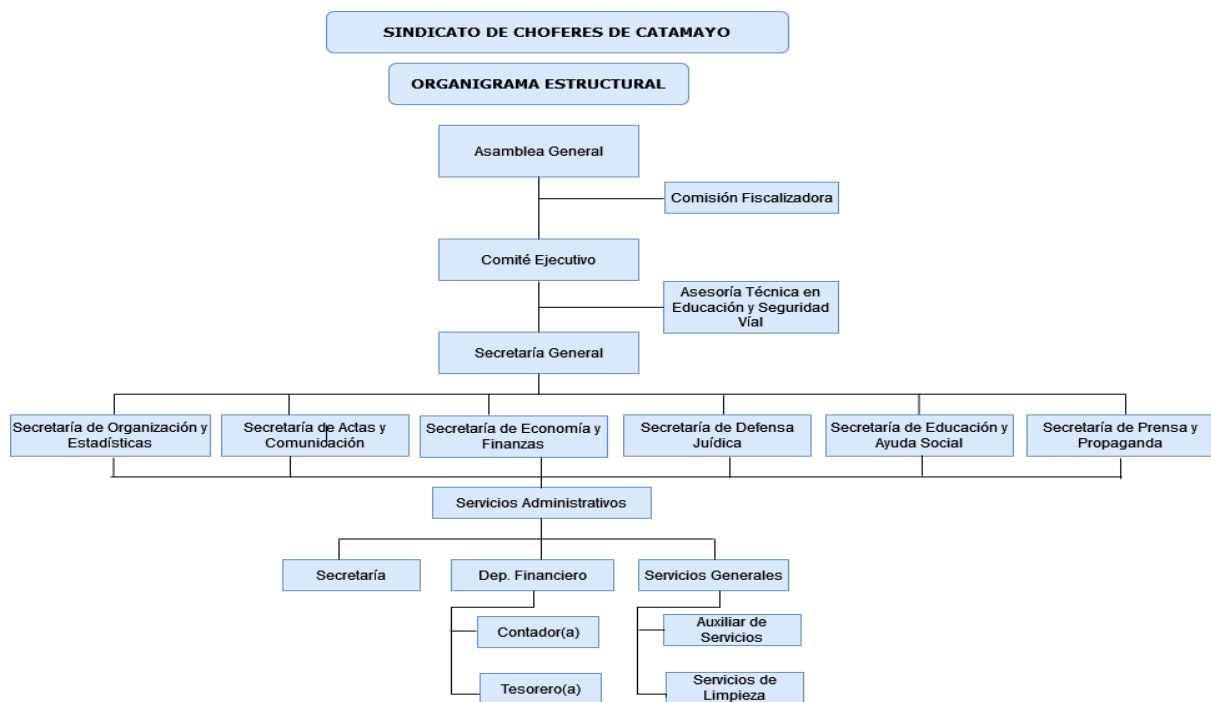 SINDICATO DE CHOFERES DE CATAMAYO
ORGANIGRAMA ESTRUCTURAL
Asamblea General
Comisión Fiscalizadora
Comité Ejecutivo
Asesoría Técnica en
Educación y Seguridad
Víal
Secretaría General
Secretaría de Organización y
Estadísticas
Secretaría de Actas y
Comunicación
Secretaría de Economía y
Finanzas
Secretaría de Defensa
Juídica
Secretaría de Educación y
Ayuda Social
Secretaría de Prensa y
Propaganda
Servicios Administrativos
Secretaría
Dep. Financiero
Servicios Generales
Contador(a)
Auxiliar de
Servicios
Tesorero(a)
Servicios de
Limpieza